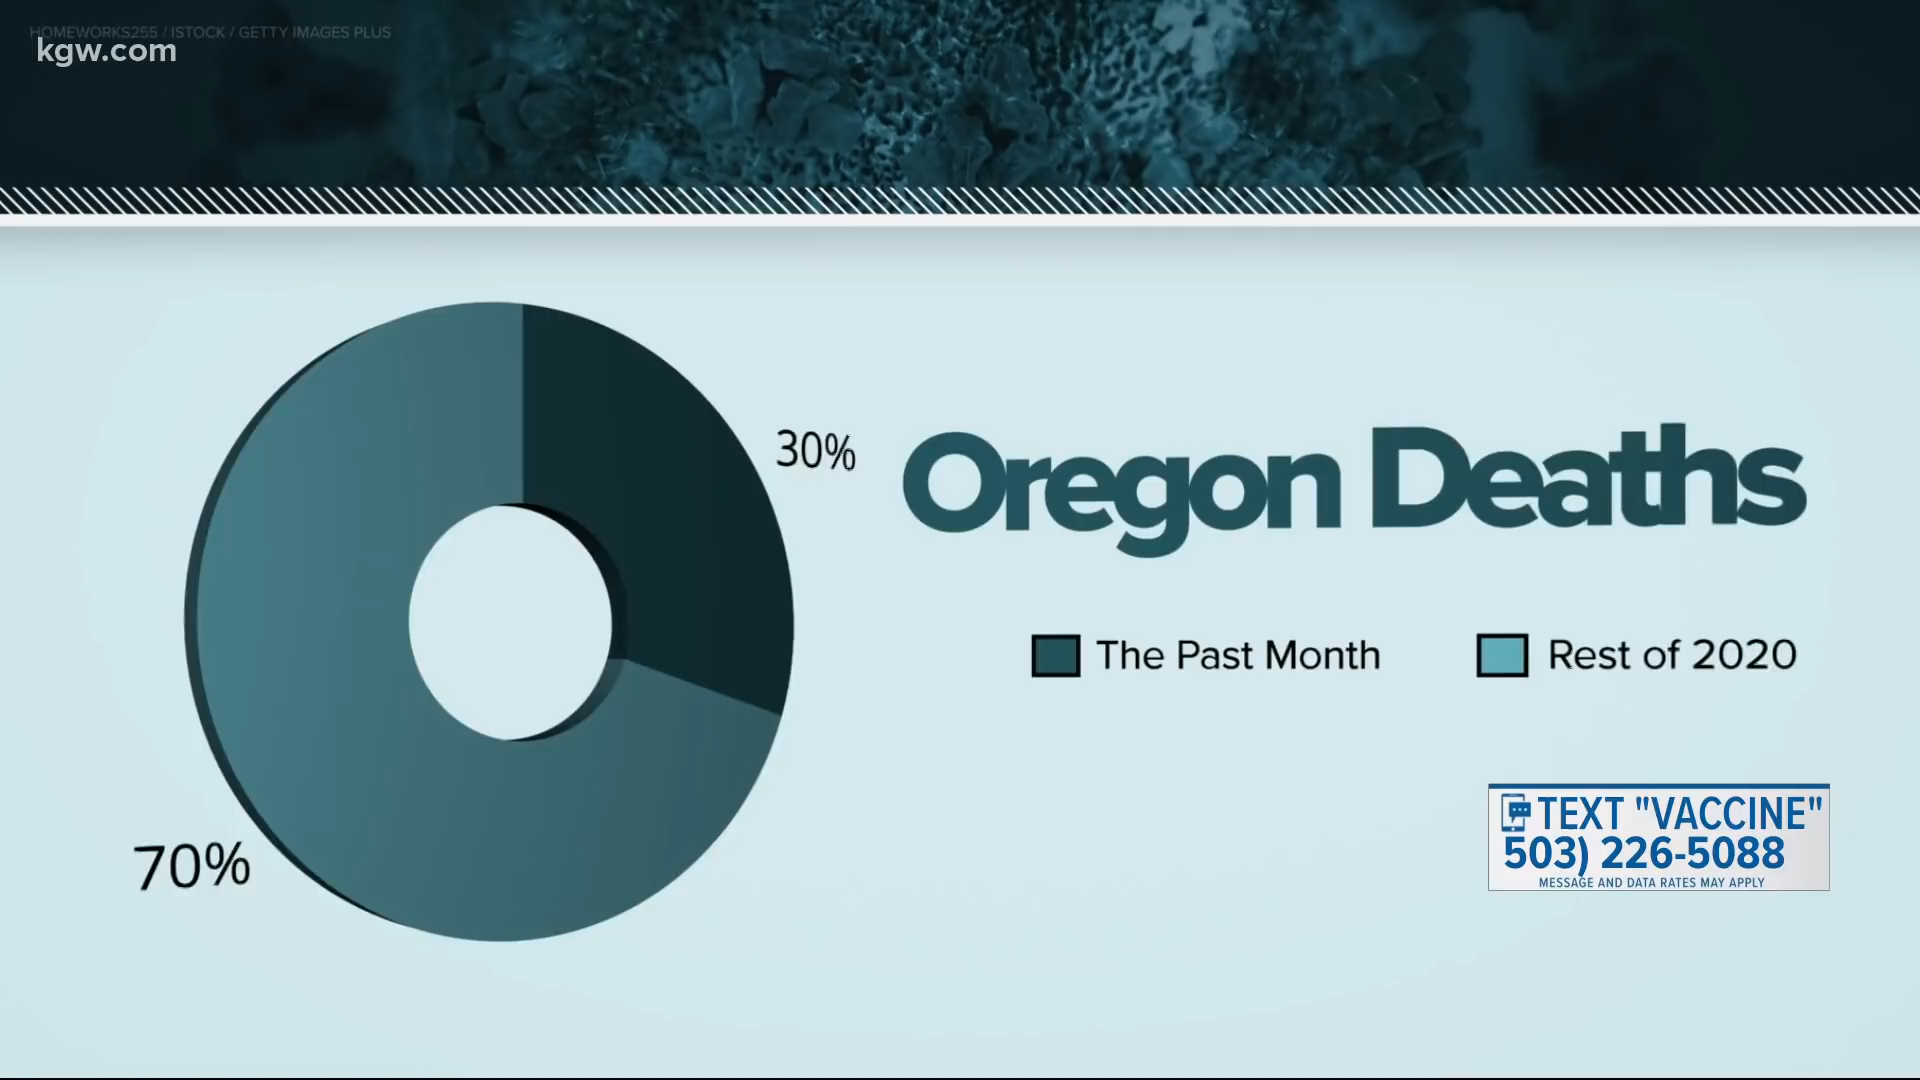 HOMEWORKS255 / ISTOCK / GETTY IMAGES PLUS
kgw.com
30%
Oregon Deaths
The Past Month
Rest of 2020
70%
TEXT "VACCINE"
503) 226-5088
MESSAGE AND DATA RATES MAY APPLY